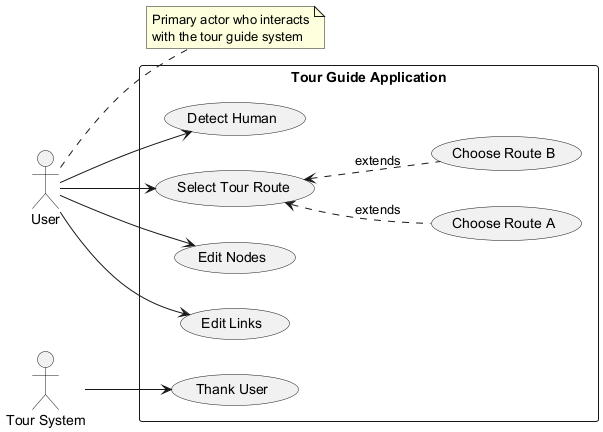 Primary actor who interacts
with the tour guide system
Tour Guide Application
Detect Human
Choose Route B
extends
Select Tour Route
User
extends
Choose Route A
Edit Nodes
Edit Links
Thank User
Tour System